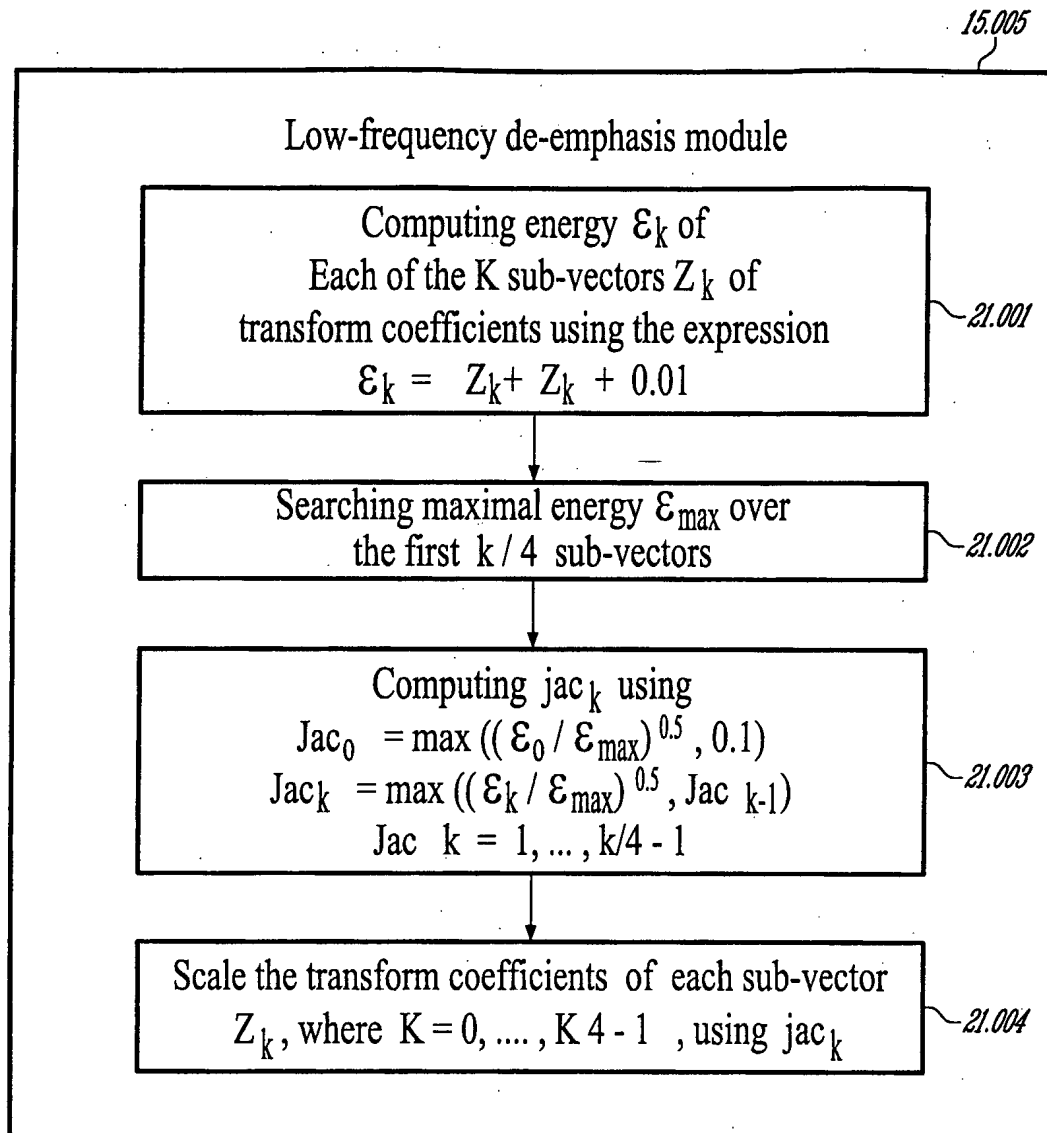 15.005
Low-frequency de-emphasis module
Computing energy εk of
Each of the K sub-vectors Zk of
transform coefficients using the expression
εk = Zk+ Zk + 0.01
21.001
Searching maximal energy εmax over
the first k / 4 sub-vectors
21.002
Computing jack using
Jac0 = max (( ε0 / εmax) 0.5 , 0.1)
Jack = max (( εk / εmax) 0.5 , Jac k-1)
Jac k = 1, ... , k/4 - 1
21.003
Scale the transform coefficients of each sub-vector
Zk, where K = 0, .... , K 4 - 1 , using jack
21.004